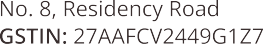 No. 8, Residency Road
GSTIN: 27AAFCV2449G1Z7